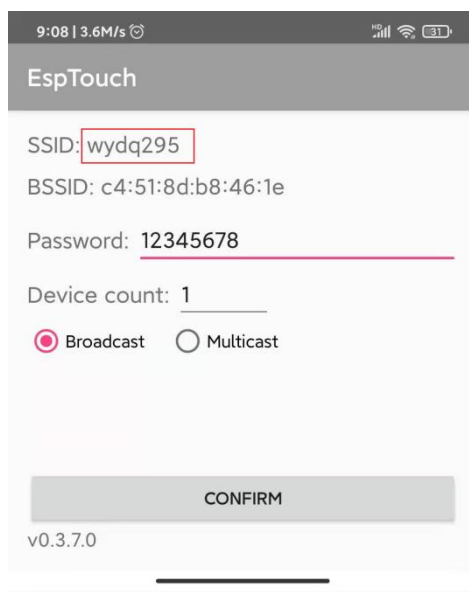 9:08 | 3.6M/s HD 31
EspTouch
SSID: wydq295
BSSID: c4:51:8d:b8:46:1e
Password: 12345678
Device count: 1
Broadcast Multicast
CONFIRM
v0.3.7.0